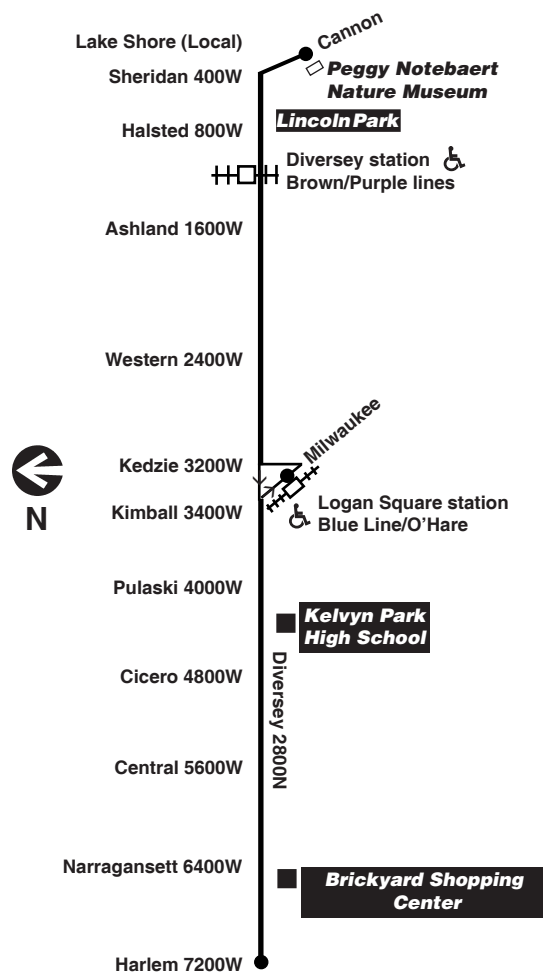 Cannon
Lake Shore (Local)
Peggy Notebaert
Nature Museum
Sheridan 400W
Lincoln Park
Halsted 800W
Diversey station
Brown/Purple lines
Ashland 1600W
Western 2400W
Milwaukee
Kedzie 3200W
N
Logan Square station
Blue Line/O'Hare
Kimball 3400W
Pulaski 4000W
Kelvyn Park
High School
Diversey 2800N
Cicero 4800W
Central 5600W
Narragansett 6400W
Brickyard Shopping
Center
Harlem 7200W